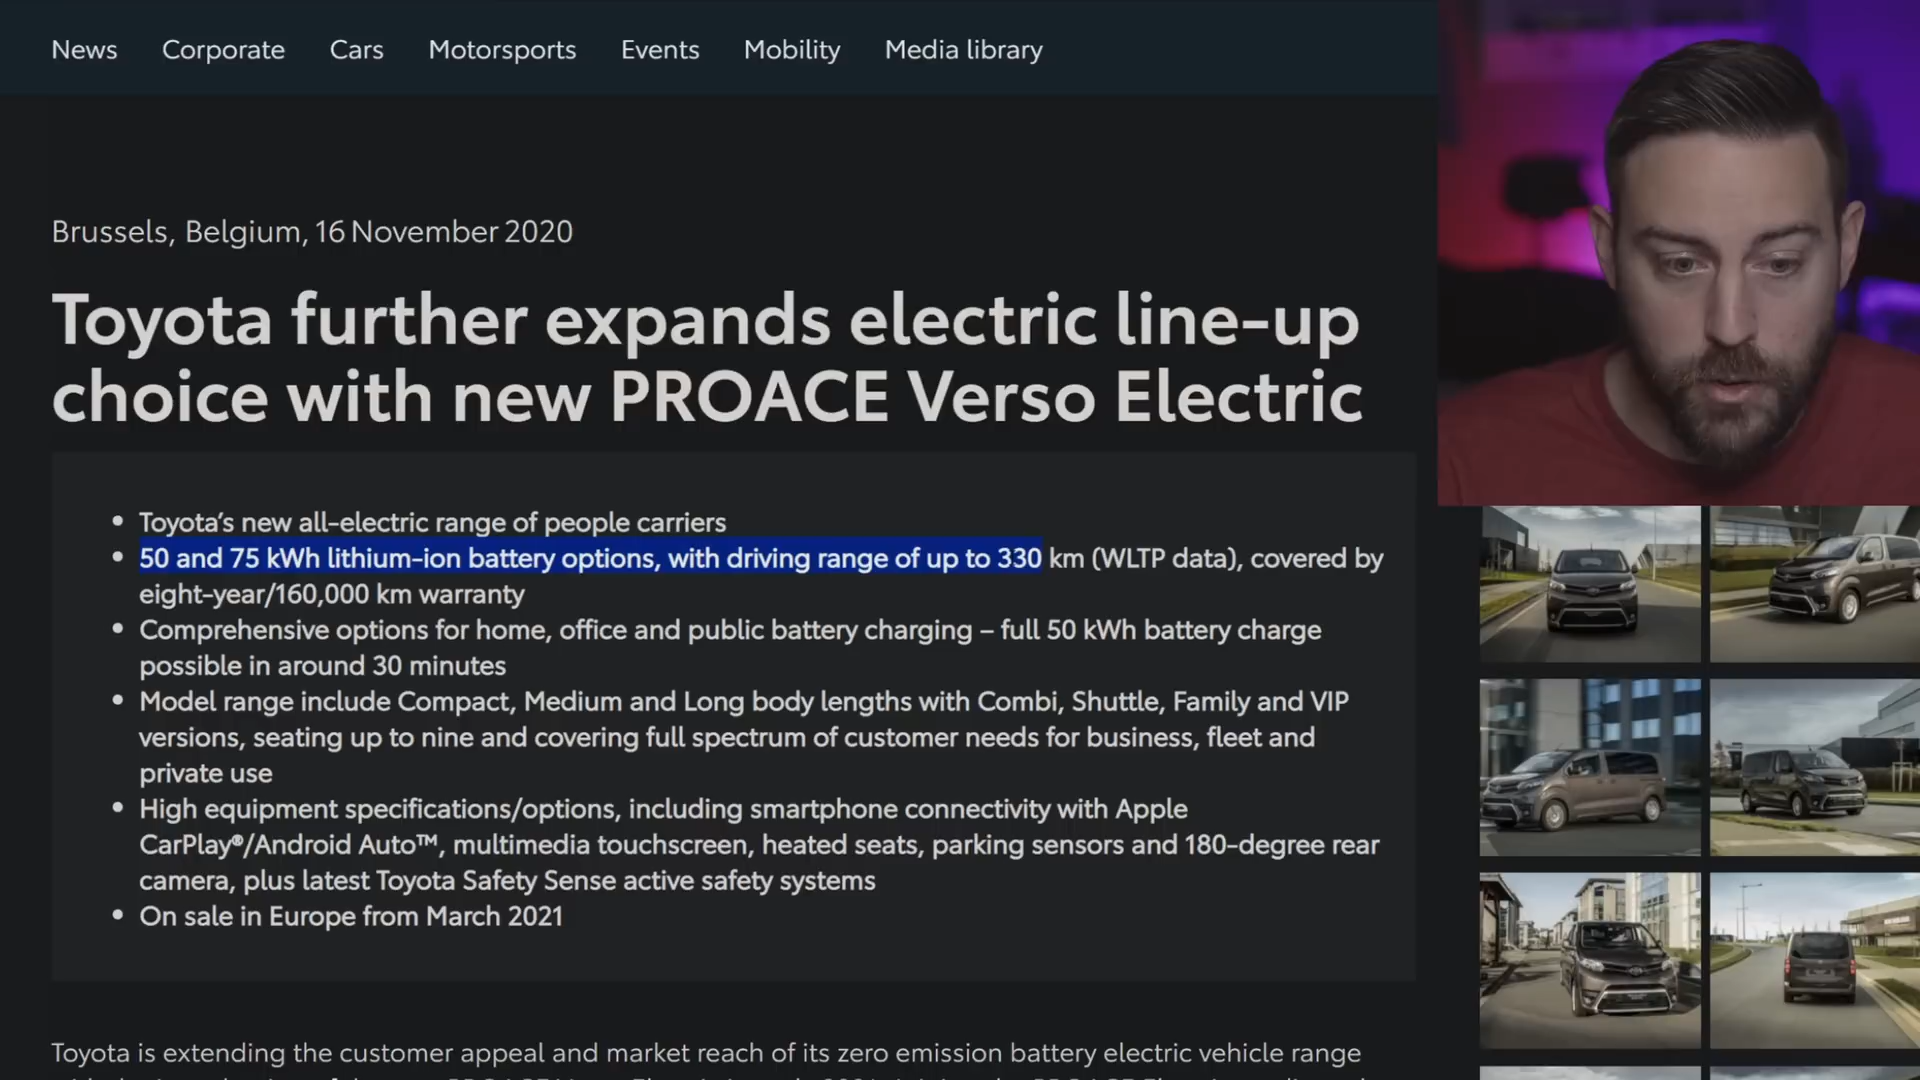 News Corporate Cars Motorsports Events Mobility Media library
Brussels, Belgium, 16 November 2020
Toyota further expands electric line-up
choice with new PROACE Verso Electric
• Toyota’s new all-electric range of people carriers
• 50 and 75 kWh lithium-ion battery options, with driving range of up to 330 km (WLTP data), covered by
eight-year/160,000 km warranty
• Comprehensive options for home, office and public battery charging – full 50 kWh battery charge
possible in around 30 minutes
• Model range include Compact, Medium and Long body lengths with Combi, Shuttle, Family and VIP
versions, seating up to nine and covering full spectrum of customer needs for business, fleet and
private use
• High equipment specifications/options, including smartphone connectivity with Apple
CarPlay®/Android Auto™, multimedia touchscreen, heated seats, parking sensors and 180-degree rear
camera, plus latest Toyota Safety Sense active safety systems
• On sale in Europe from March 2021
Toyota is extending the customer appeal and market reach of its zero emission battery electric vehicle range